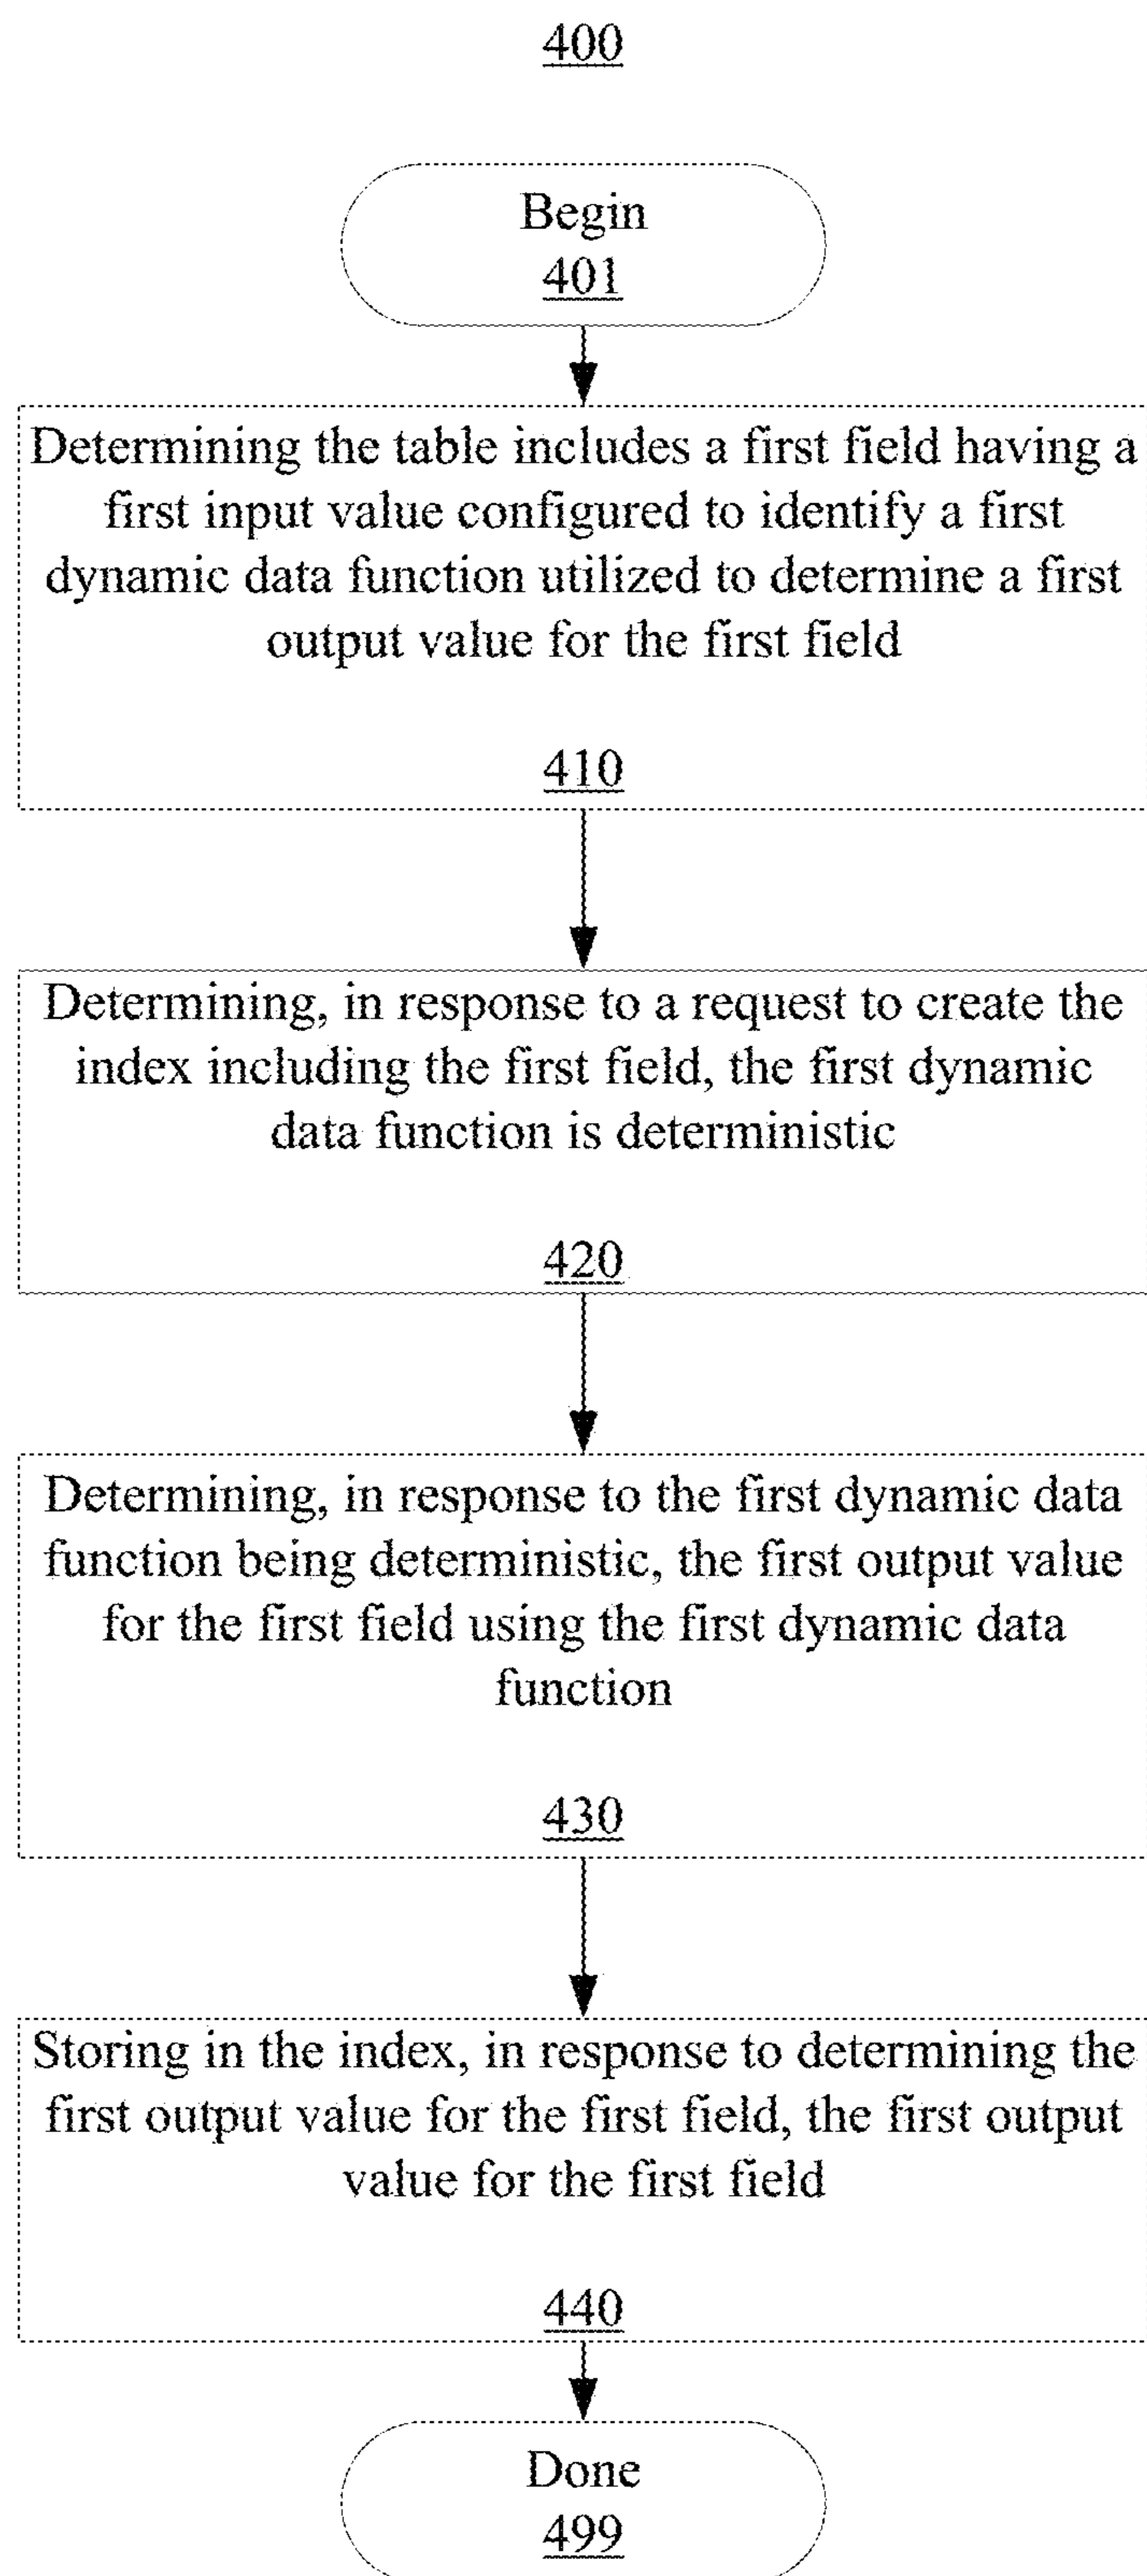 400
Begin
401
Determining the table includes a first field having a
first input value configured to identify a first
dynamic data function utilized to determine a first
output value for the first field
410
Determining, in response to a request to create the
index including the first field, the first dynamic
data function is deterministic
420
Determining, in response to the first dynamic data
function being deterministic, the first output value
for the first field using the first dynamic data
function
430
Storing in the index, in response to determining the
first output value for the first field, the first output
value for the first field
440
Done
499